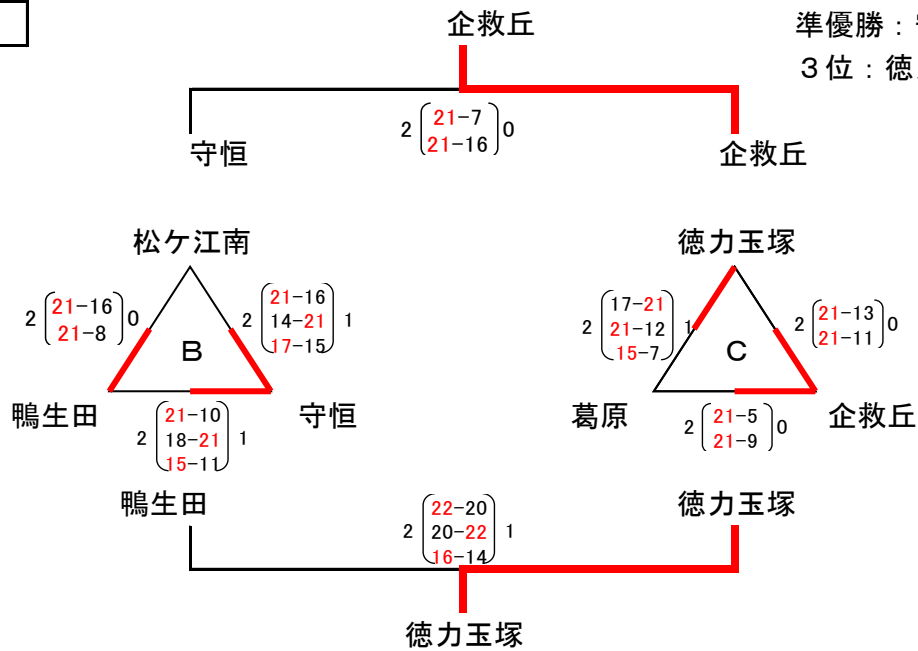 企救丘
準優勝：
３位：徳
2 21-7 0
21-16
守恒
企救丘
松ケ江南
徳力玉塚
2 21-16 0
21-8
21-16
2 14-21 1
17-15
17-21
2 21-12 1
15-7
2 21-13 0
21-11
B
C
鴨生田
守恒
葛原
企救丘
21-10
2 18-21 1
15-11
2 21-5 0
21-9
鴨生田
徳力玉塚
22-20
2 20-22 1
16-14
徳力玉塚